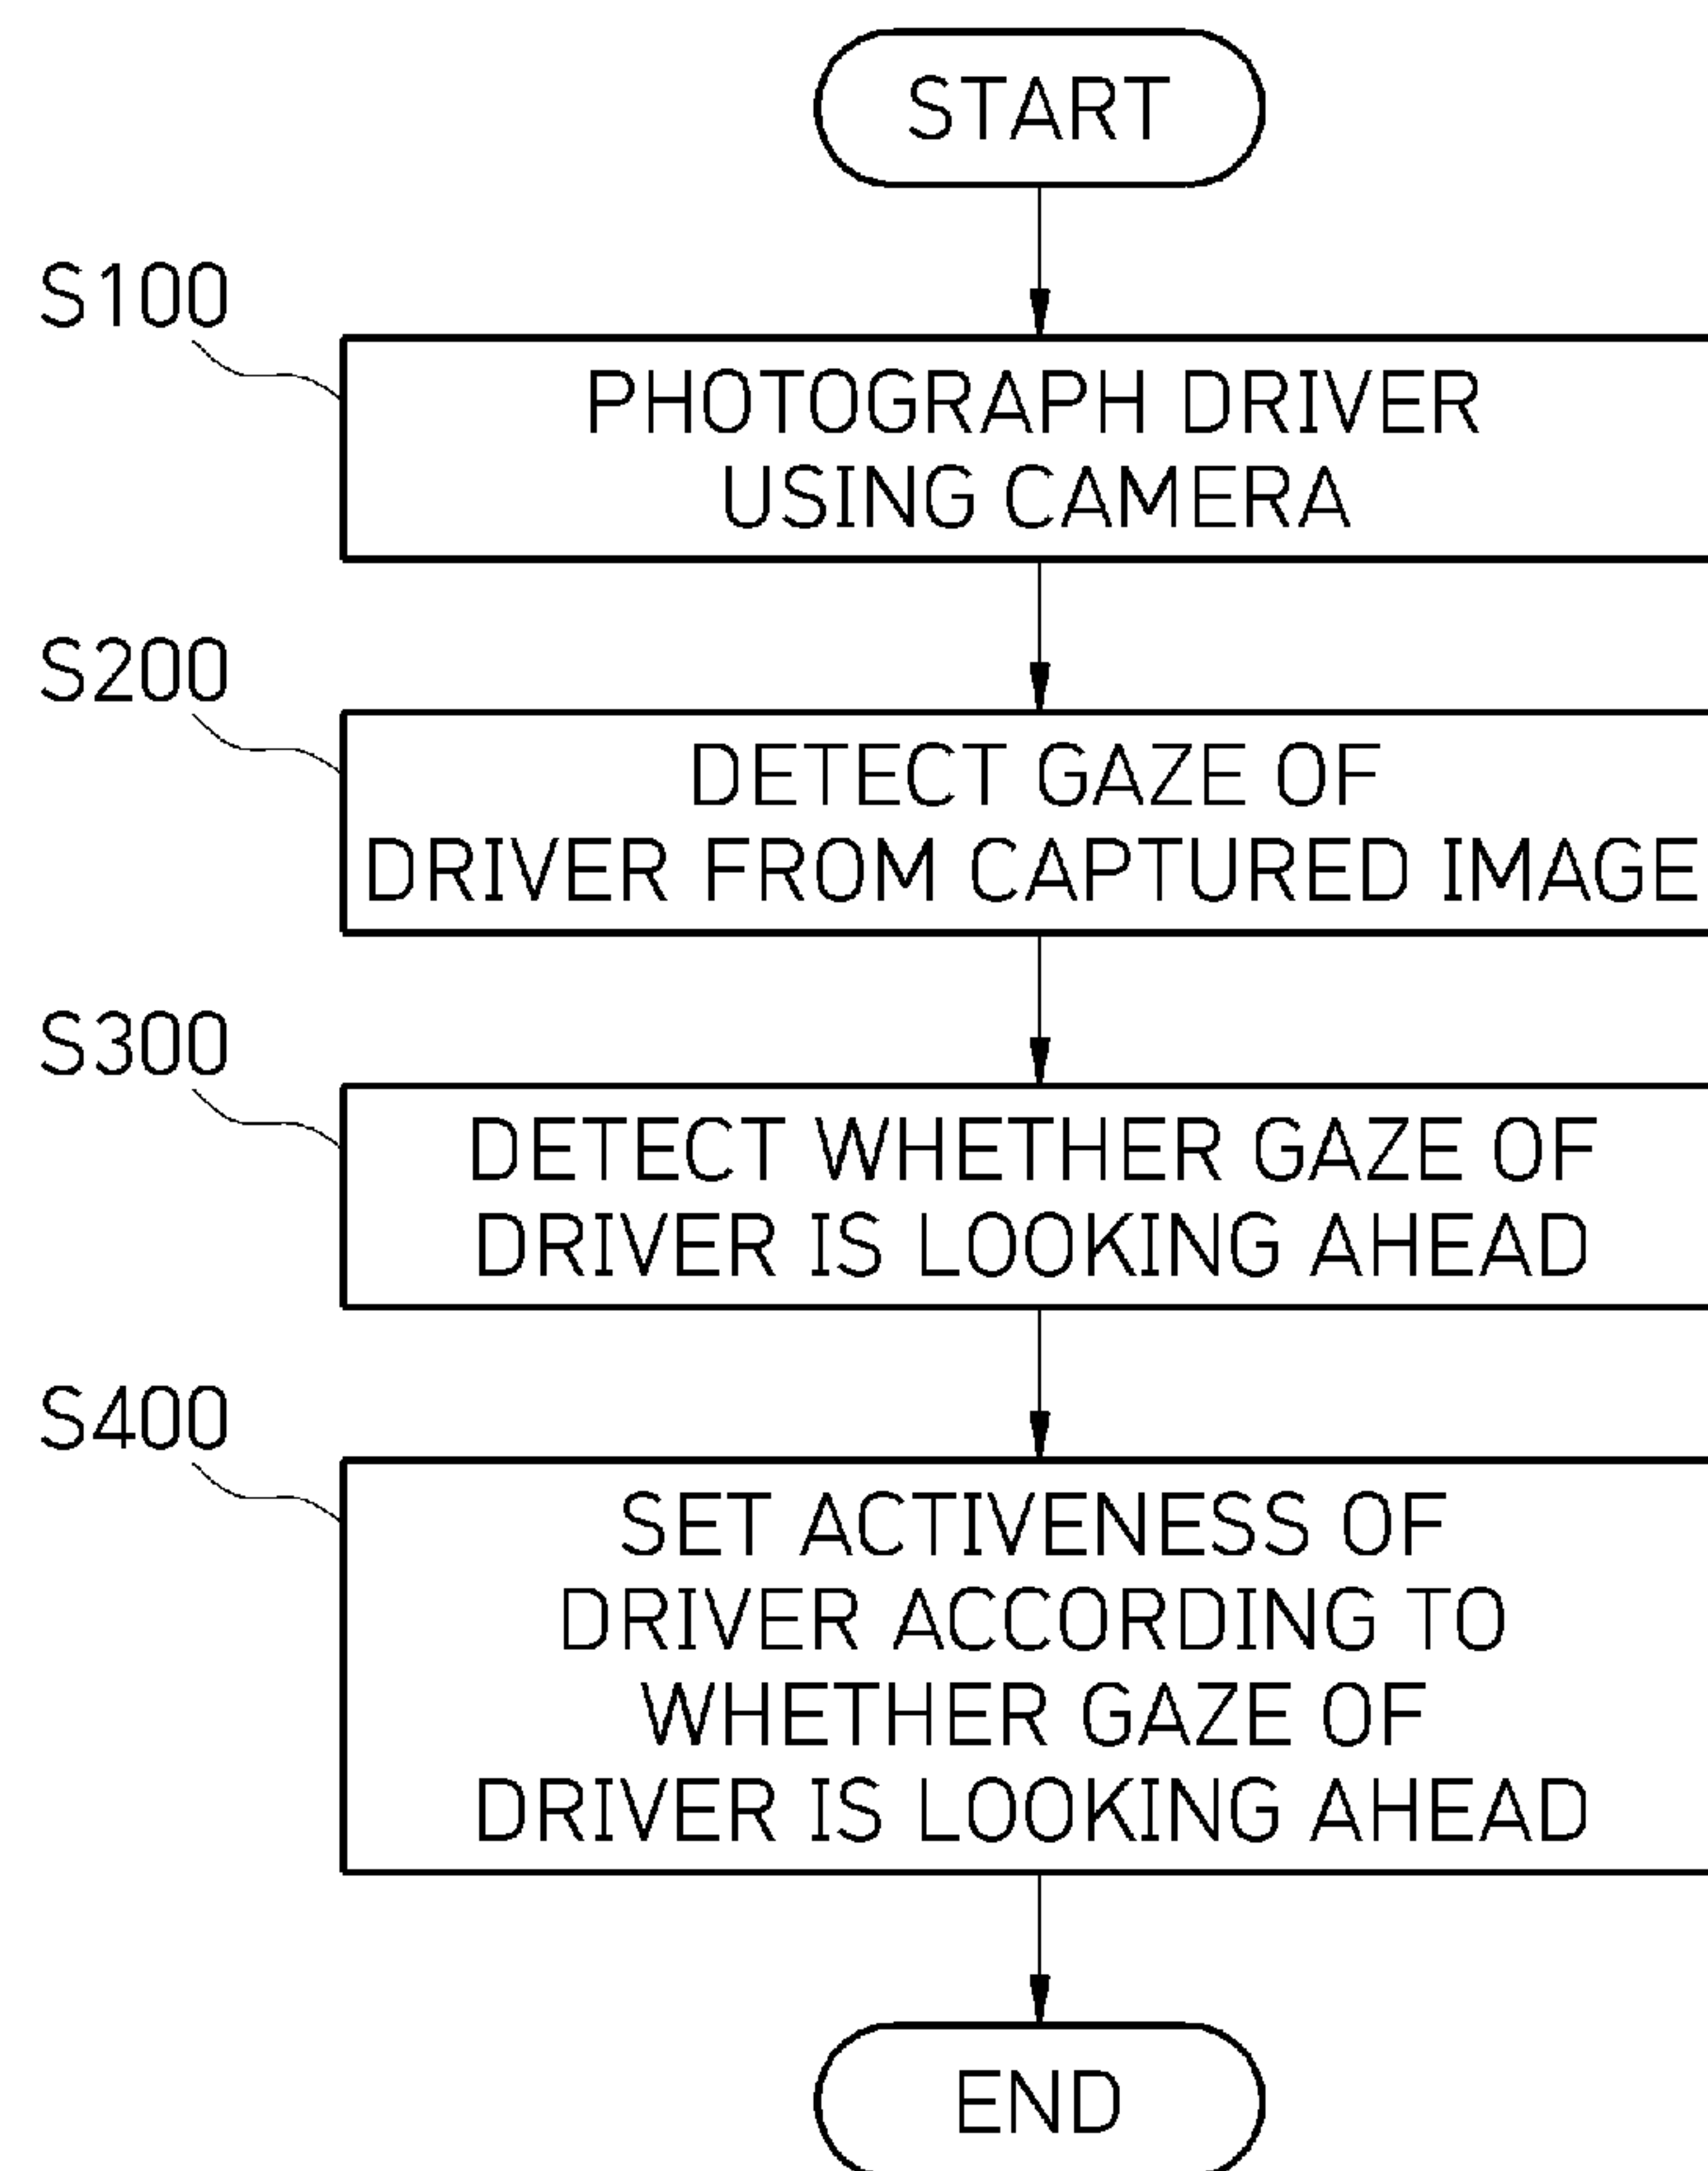 START
S100
PHOTOGRAPH DRIVER
USING CAMERA
S200
DETECT GAZE OF
DRIVER FROM CAPTURED IMAGE
S300
DETECT WHETHER GAZE OF
DRIVER IS LOOKING AHEAD
S400
SET ACTIVENESS OF
DRIVER ACCORDING TO
WHETHER GAZE OF
DRIVER IS LOOKING AHEAD
END